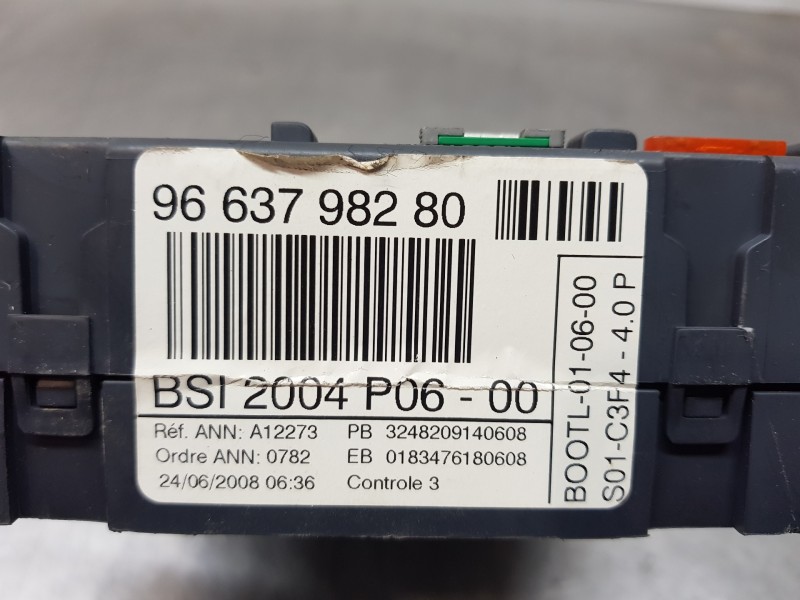 96 637 982 80
BSI 2004 P06 - 00
Réf. ANN: A12273 PB 3248209140608
Ordre ANN: 0782 EB 0183476180608
24/06/2008 06:36 Controle 3
BOOTL-01-06-00
S01-C3F4 - 4.0 P